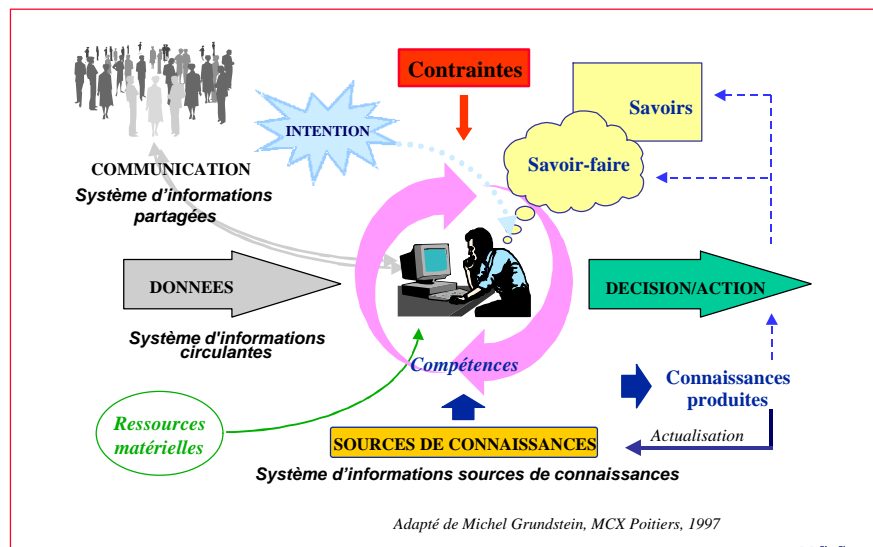 Contraintes
Savoirs
INTENTION
Savoir-faire
COMMUNICATION
Système d’informations
partagées
DONNEES
DECISION/ACTION
Système d'informations
circulantes
Compétences
Connaissances
produites
Ressources
matérielles
SOURCES DE CONNAISSANCES
Actualisation
Système d’informations sources de connaissances
Adapté de Michel Grundstein, MCX Poitiers, 1997